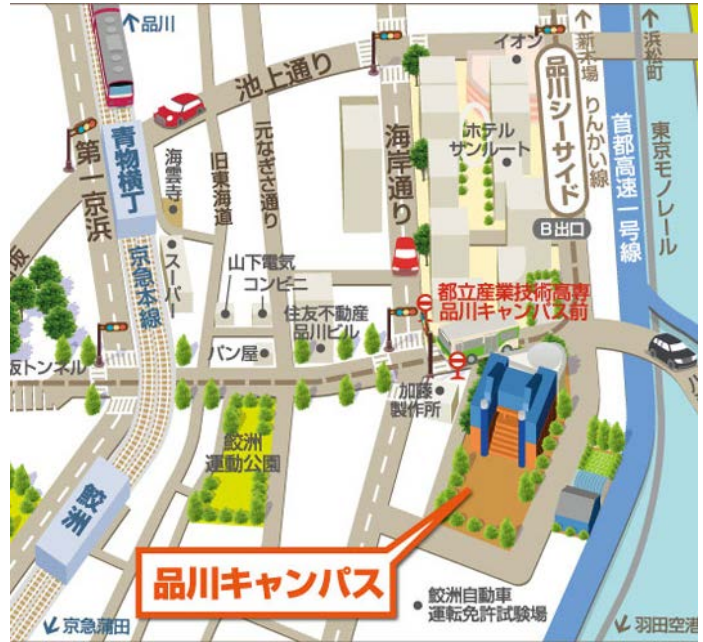 品川
イオン
新木場
浜松町
池上通り
品川シーサイド
りんかい線
首都高速一号線
東京モノレール
青物横丁
第一京浜
海雲寺
旧東海道
元なぎさ通り
海岸通り
ホテル
サンルート
B出口
京急本線
スーパー
山下電気
コンビニ
住友不動産
品川ビル
都立産業技術高専
品川キャンパス前
パン屋
阪トンネル
加藤
製作所
鮫洲
運動公園
鮫洲
品川キャンパス
鮫洲自動車
運転免許試験場
京急蒲田
羽田空港